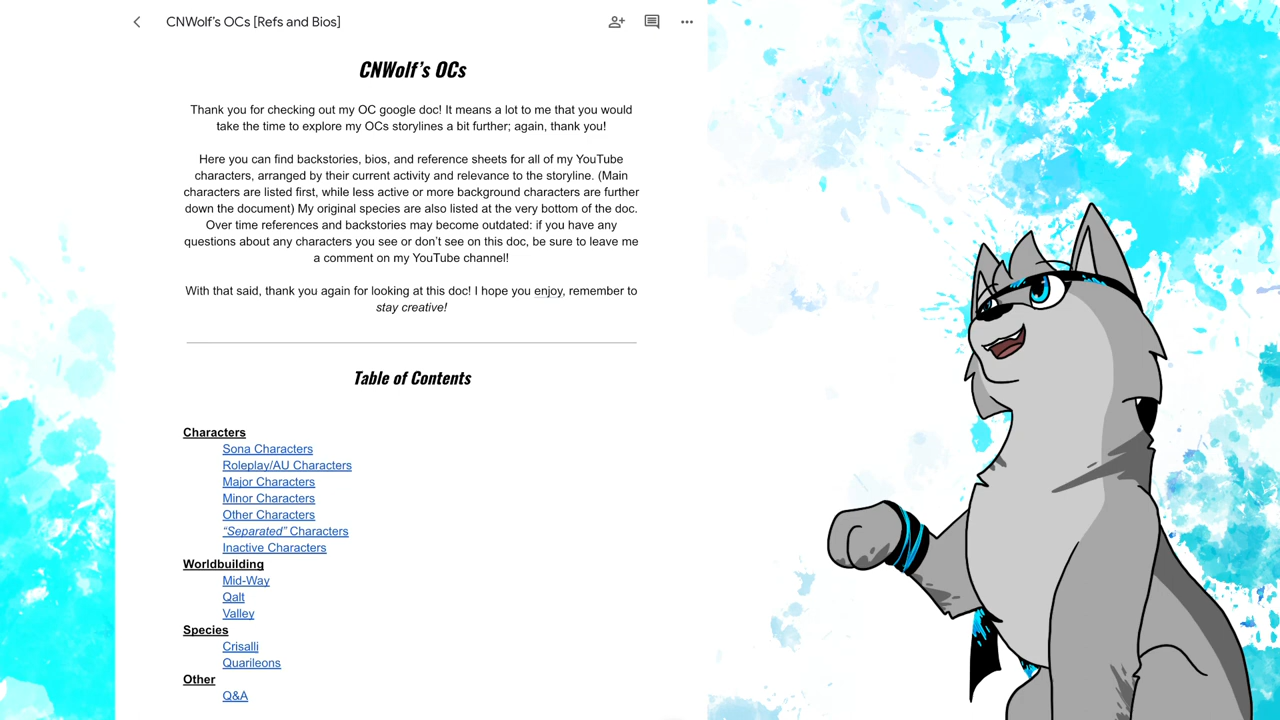 CNWolf's OCs [Refs and Bios]
CNWolf's OCs
Thank you for checking out my OC google doc! It means a lot to me that you would
take the time to explore my OCs storylines a bit further; again, thank you!
Here you can find backstories, bios, and reference sheets for all of my YouTube
characters, arranged by their current activity and relevance to the storyline. (Main
characters are listed first, while less active or more background characters are further
down the document) My original species are also listed at the very bottom of the doc.
Over time references and backstories may become outdated: if you have any
questions about any characters you see or don't see on this doc, be sure to leave me
a comment on my YouTube channel!
With that said, thank you again for looking at this doc! I hope you enjoy, remember to
stay creative!
Table of Contents
Characters
Sona Characters
Roleplay/AU Characters
Major Characters
Minor Characters
Other Characters
"Separated" Characters
Inactive Characters
Worldbuilding
Mid-Way
Qalt
Valley
Species
Crisalli
Quarileons
Other
Q&A